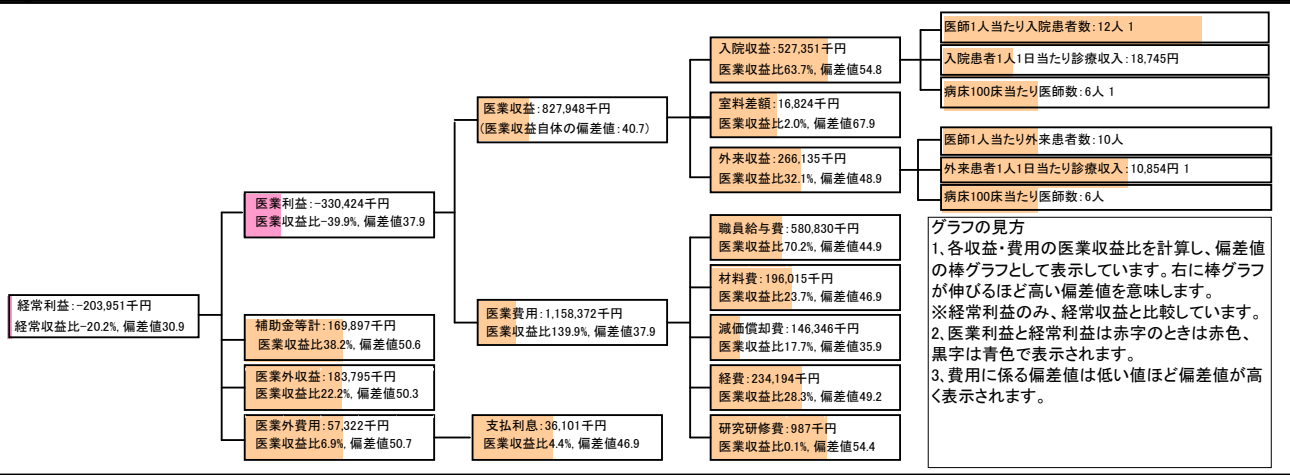 経常利益:-203,951千円
経常収比-20.2%, 偏差値30.9
医業利益:-330,424千円
医業収益比-39.9%, 偏差値37.9
補助金等計:169,897千円
医業収益比38.2%, 偏差値50.6
医業外収益:183,795千円
医業収益比22.2%, 偏差値50.3
医業外費用:57,322千円
医業収益比6.9%, 偏差値50.7
支払利息:36,101千円
医業収益比4.4%, 偏差値46.9
医業収益:827,948千円
(医業収益自体の偏差値:40.7)
医業費用:1,158,372千円
医業収益比139.9%, 偏差値37.9
入院収益:527,351千円
医業収益比63.7%, 偏差値54.8
室料差額:16,824千円
医業収益比2.0%, 偏差値67.9
外来収益:266,135千円
医業収益比32.1%, 偏差値48.9
職員給与費:580,830千円
医業収益比70.2%, 偏差値44.9
材料費:196,015千円
医業収益比23.7%, 偏差値46.9
減価償却費:146,346千円
医業収益比17.7%, 偏差値35.9
経費:234,194千円
医業収益比28.3%, 偏差値49.2
研究研修費:987千円
医業収益比0.1%, 偏差値54.4
医師1人当たり入院患者数:12人 1
入院患者1人1日当たり診療収入:18,745円
病床100床当たり医師数:6人 1
医師1人当たり外来患者数:10人
外来患者1人1日当たり診療収入:10,854円 1
病床100床当たり医師数:6人
グラフの見方
1、各収益・費用の医業収益比を計算し、偏差値
の棒グラフとして表示しています。右に棒グラフ
が伸びるほど高い偏差値を意味します。
※経常利益のみ、経常収益と比較しています。
2、医業利益と経常利益は赤字のときは赤色、
黒字は青色で表示されます。
3、費用に係る偏差値は低い値ほど偏差値が高
く表示されます。